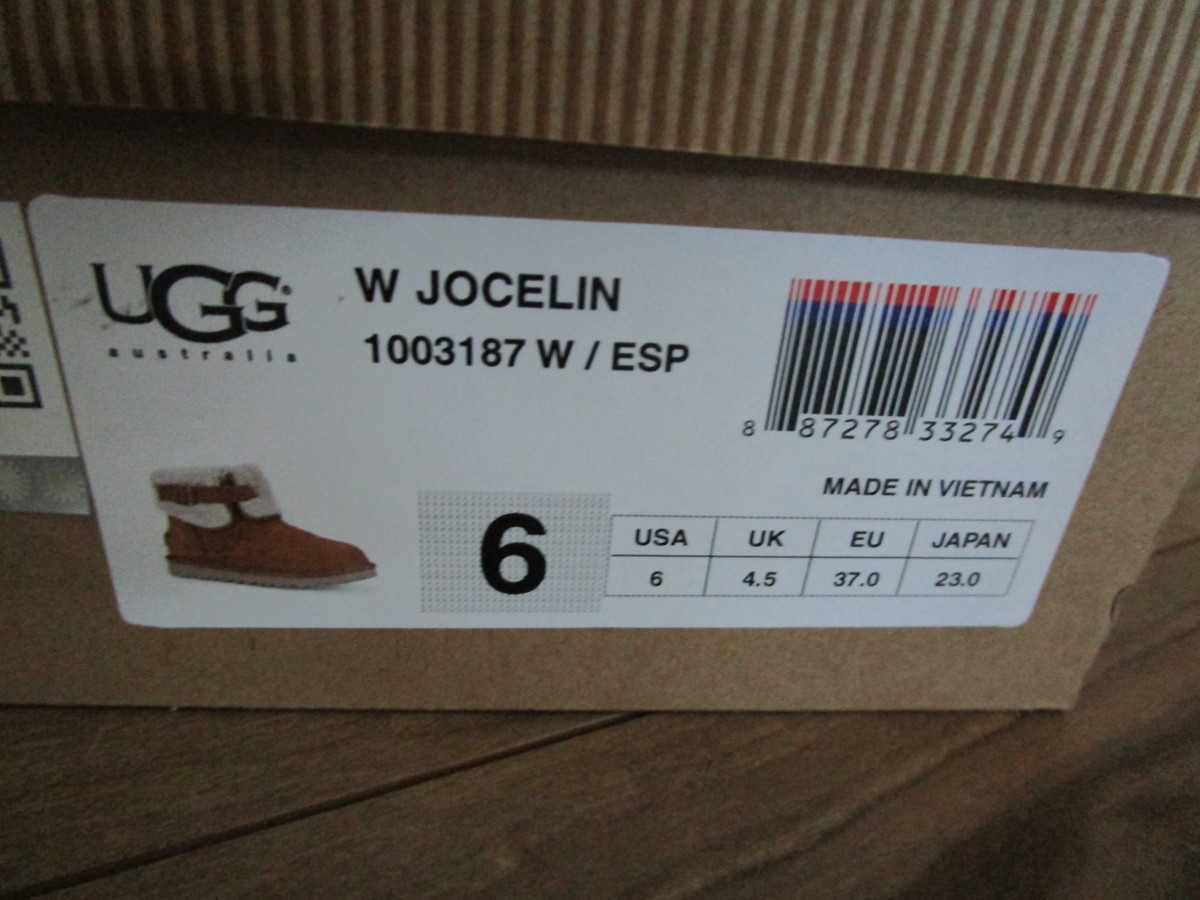 UGG®
australia
W JOCELIN
1003187 W / ESP
8 87278 33274 9
MADE IN VIETNAM
6
USA UK EU JAPAN
6 4.5 37.0 23.0